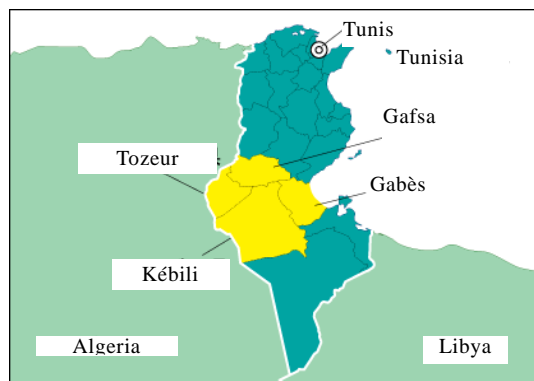 Tunis
Tunisia
Gafsa
Tozeur
Gabès
Kébili
Algeria
Libya